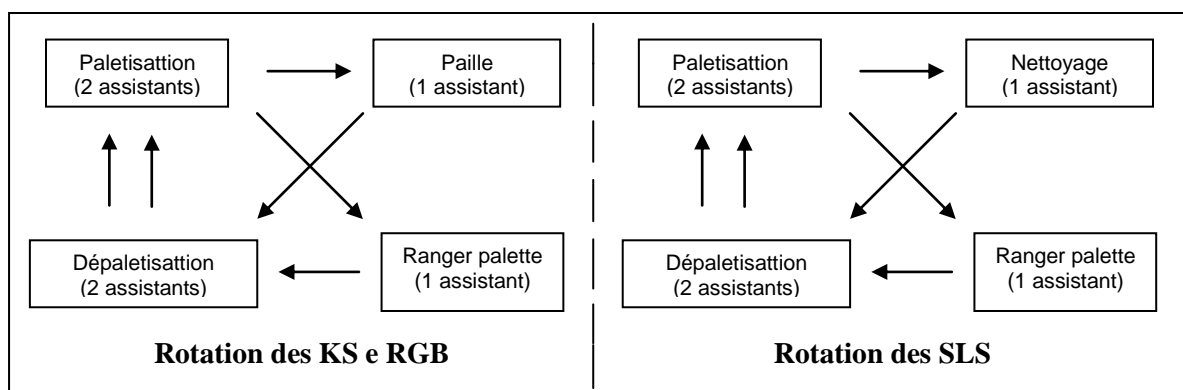 Paletisattion
(2 assistants)
Paille
(1 assistant)
Dépaletisattion
(2 assistants)
Ranger palette
(1 assistant)
Rotation des KS e RGB
Paletisattion
(2 assistants)
Nettoyage
(1 assistant)
Dépaletisattion
(2 assistants)
Ranger palette
(1 assistant)
Rotation des SLS